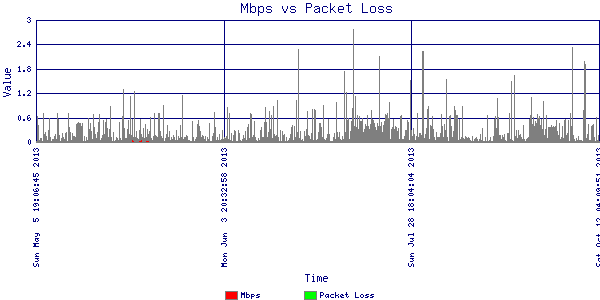 Mbps vs Packet Loss
3
2.4
1.8
1.2
0.6
0
Value
Sun May 5 19:06:45 2013
Mon Jun 3 20:32:58 2013
Sun Jul 28 18:04:04 2013
Sat Oct 12 04:09:51 2013
Time
Mbps
Packet Loss